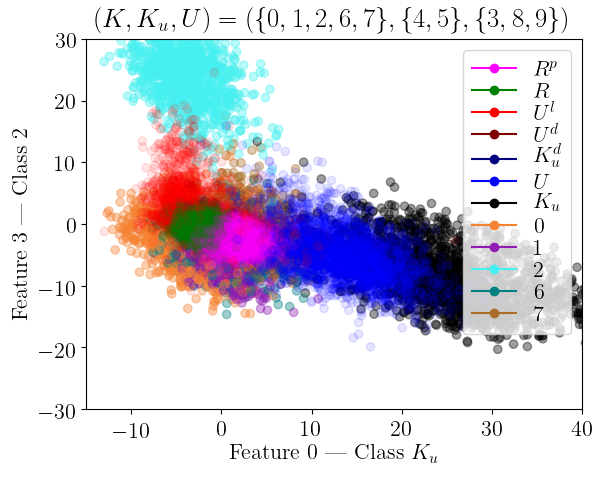 (K, K_u, U) = ({0, 1, 2, 6, 7}, {4, 5}, {3, 8, 9})
30
20
10
0
−10
−20
−30
−10
0
10
20
30
40
Feature 3 — Class 2
Feature 0 — Class K_u
R^p
R
U^l
U^d
K_u^d
U
K_u
0
1
2
6
7